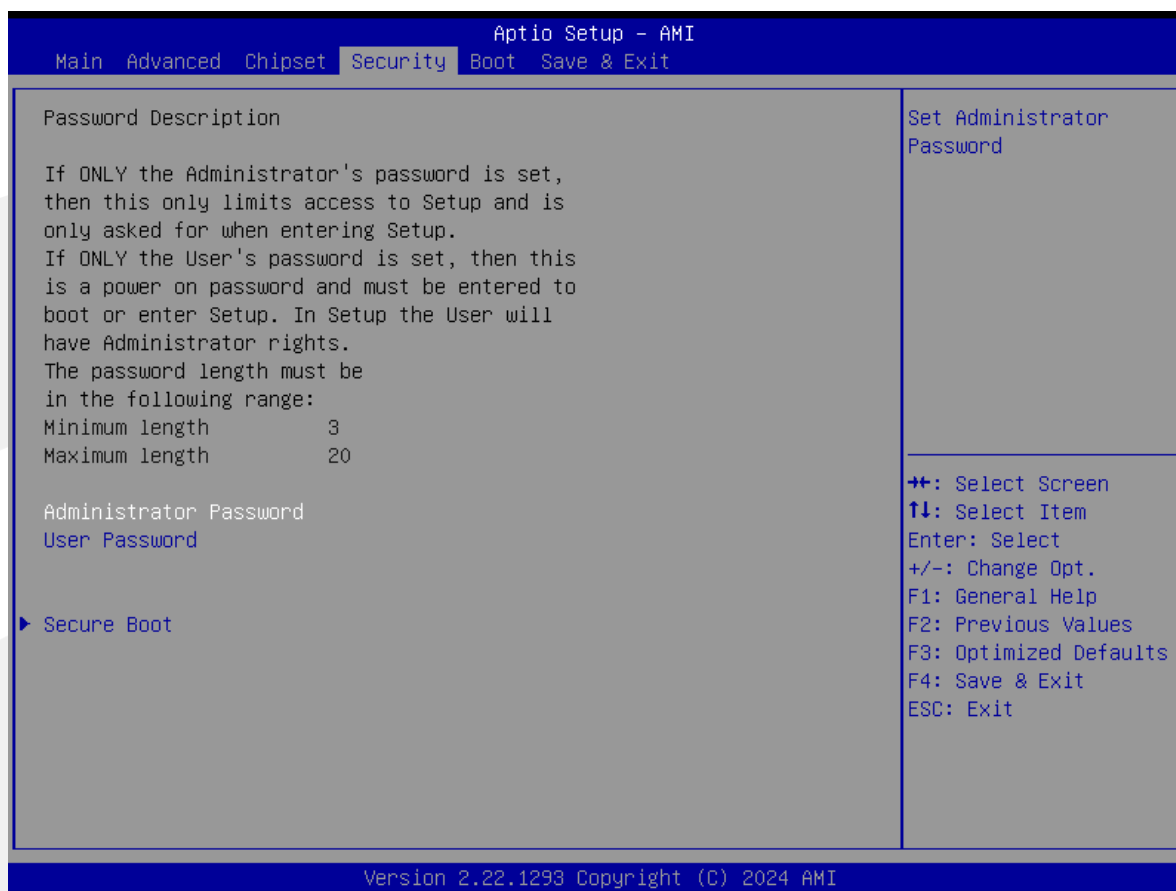 Aptio Setup – AMI
Main Advanced Chipset Security Boot Save & Exit
Password Description
If ONLY the Administrator's password is set,
then this only limits access to Setup and is
only asked for when entering Setup.
If ONLY the User's password is set, then this
is a power on password and must be entered to
boot or enter Setup. In Setup the User will
have Administrator rights.
The password length must be
in the following range:
Minimum length 3
Maximum length 20
Administrator Password
User Password
▶ Secure Boot
Set Administrator
Password
→←: Select Screen
↑↓: Select Item
Enter: Select
+/-: Change Opt.
F1: General Help
F2: Previous Values
F3: Optimized Defaults
F4: Save & Exit
ESC: Exit
Version 2.22.1293 Copyright (C) 2024 AMI